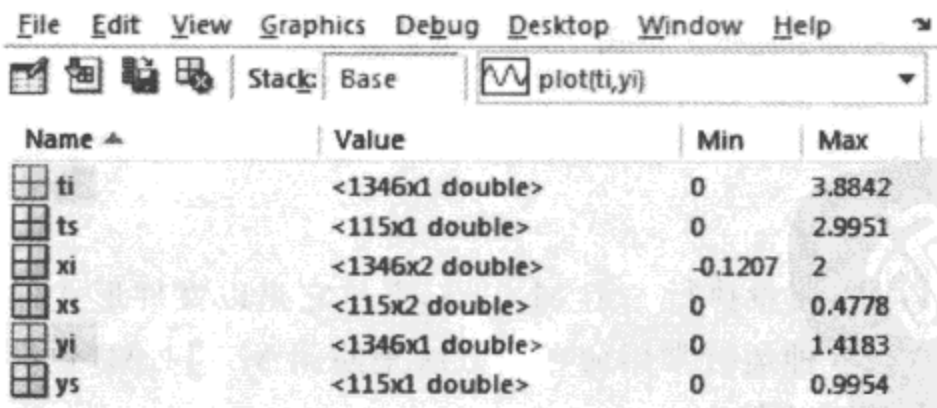 File Edit View Graphics Debug Desktop Window Help
Stack: Base plot(ti,yi)
Name Value Min Max
ti <1346x1 double> 0 3.8842
ts <115x1 double> 0 2.9951
xi <1346x2 double> -0.1207 2
xs <115x2 double> 0 0.4778
yi <1346x1 double> 0 1.4183
ys <115x1 double> 0 0.9954